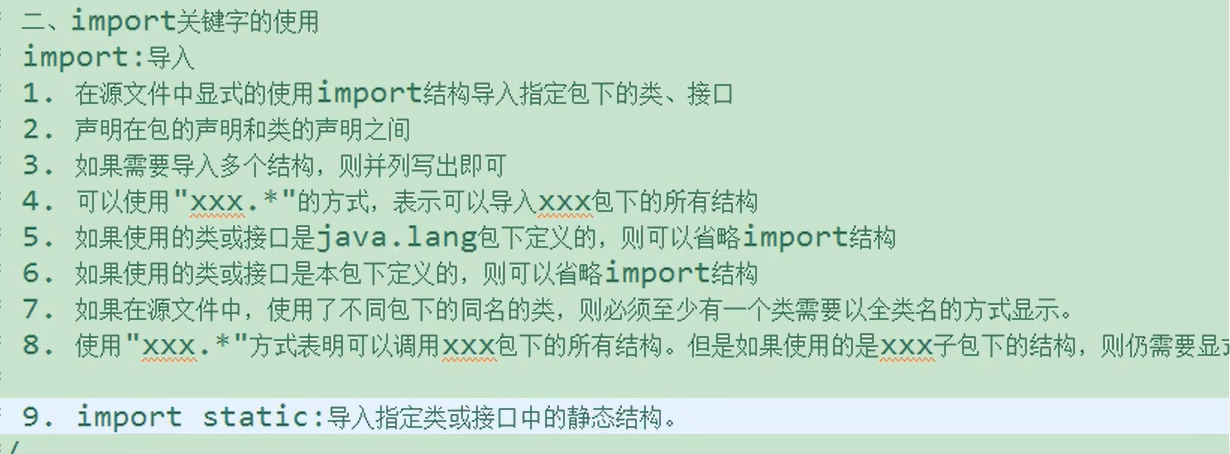 二、import关键字的使用
import:导入
1. 在源文件中显式的使用import结构导入指定包下的类、接口
2. 声明在包的声明和类的声明之间
3. 如果需要导入多个结构，则并列写出即可
4. 可以使用"xxx.*"的方式，表示可以导入xxx包下的所有结构
5. 如果使用的类或接口是java.lang包下定义的，则可以省略import结构
6. 如果使用的类或接口是本包下定义的，则可以省略import结构
7. 如果在源文件中，使用了不同包下的同名的类，则必须至少有一个类需要以全类名的方式显示。
8. 使用"xxx.*"方式表明可以调用xxx包下的所有结构。但是如果使用的是xxx子包下的结构，则仍需要显
9. import static:导入指定类或接口中的静态结构。
*/